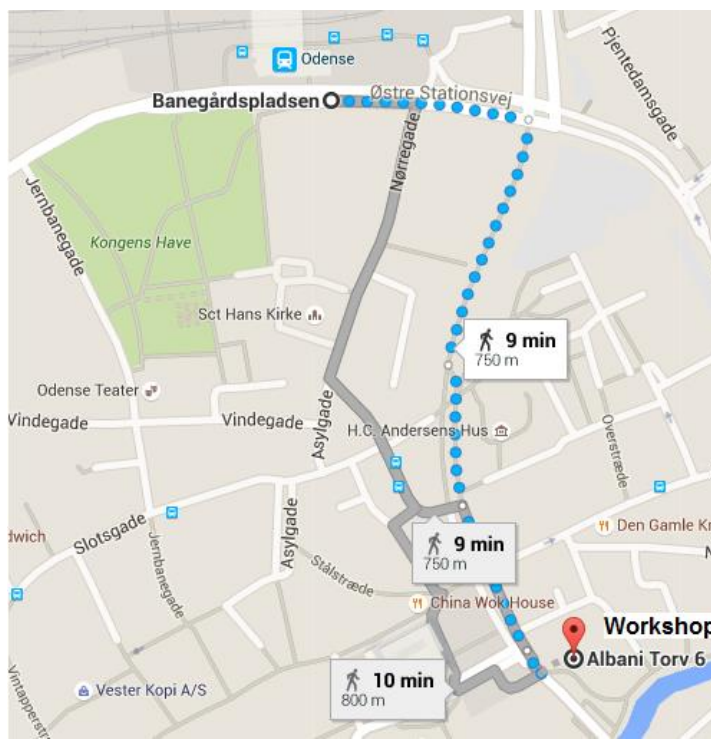 Odense
Pjentedamsgade
Østre Stationsvej
Banegårdspladsen
Nørregade
Jernbanegade
Kongens Have
Sct Hans Kirke
9 min
750 m
Odense Teater
Vindegade
Vindegade
Asylgade
H.C. Andersens Hus
Overstræde
Slotsgade
dwich
Jernbanegade
Asylgade
Stålstræde
9 min
750 m
Den Gamle Kr
N
China Wok House
Workshop
Albani Torv 6
10 min
800 m
Vester Kopi A/S
Vintapperstræ